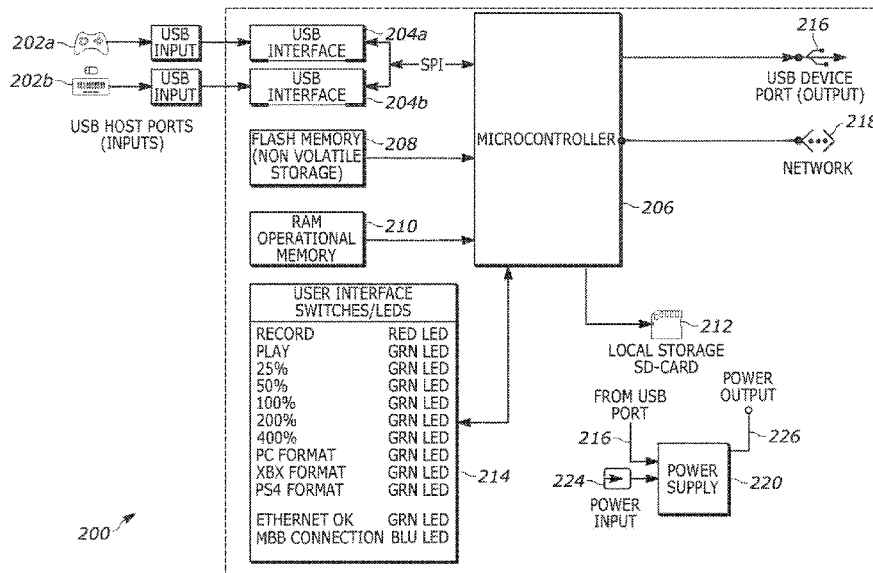 202a
USB
INPUT
USB
INTERFACE
204a
202b
USB
INPUT
USB
INTERFACE
204b
SPI
USB HOST PORTS
(INPUTS)
FLASH MEMORY
(NON VOLATILE
STORAGE)
208
RAM
OPERATIONAL
MEMORY
210
MICROCONTROLLER
206
216
USB DEVICE
PORT (OUTPUT)
218
NETWORK
USER INTERFACE
SWITCHES/LEDS
RECORD RED LED
PLAY GRN LED
25% GRN LED
50% GRN LED
100% GRN LED
200% GRN LED
400% GRN LED
PC FORMAT GRN LED
XBX FORMAT GRN LED
PS4 FORMAT GRN LED
ETHERNET OK GRN LED
MBB CONNECTION BLU LED
214
212
LOCAL STORAGE
SD-CARD
FROM USB
PORT
216
POWER
OUTPUT
226
224
POWER
INPUT
POWER
SUPPLY
220
200